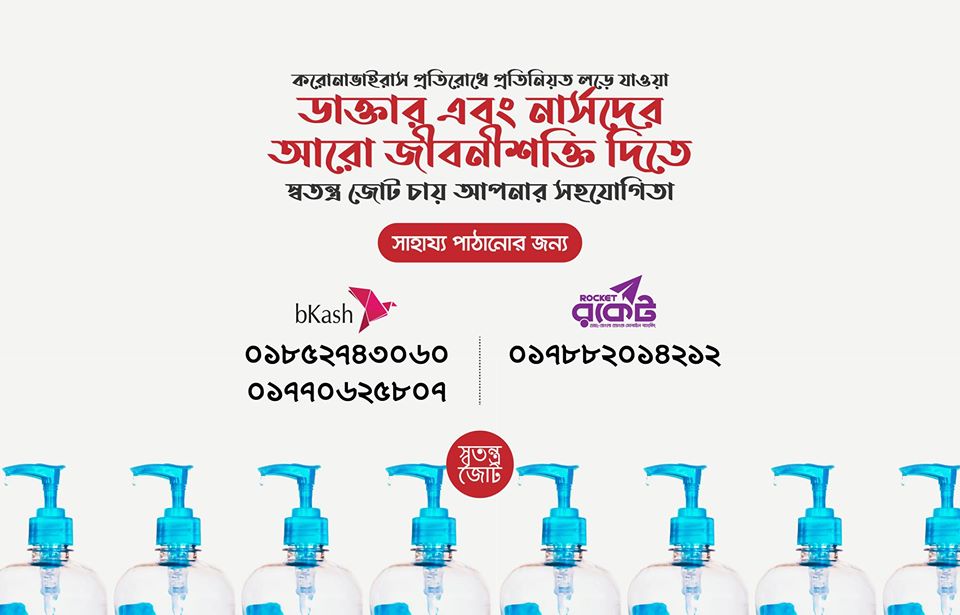 করোনাভাইরাস প্রতিরোধে প্রতিনিয়ত লড়ে যাওয়া
ডাক্তার এবং নার্সদের
আরো জীবনীশক্তি দিতে
স্বতন্ত্র জোট চায় আপনার সহযোগিতা
সাহায্য পাঠানোর জন্য
bKash
০১৮৫২৭৪৩০৬০
০১৭৭০৬২৫৮০৭
ROCKET
রকেট
০১৭৮৮২০১৪২১২
স্বতন্ত্র
জোট